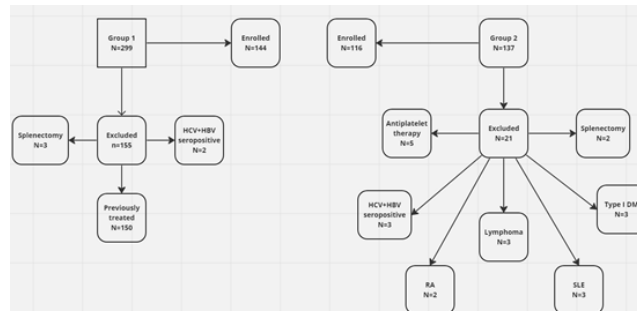 Group 1
N=299
Enrolled
N=144
Enrolled
N=116
Group 2
N=137
Splenectomy
N=3
Excluded
n=155
HCV+HBV
seropositive
N=2
Antiplatelet
therapy
N=5
Excluded
N=21
Splenectomy
N=2
Previously
treated
N=150
HCV+HBV
seropositive
N=3
Lymphoma
N=3
Type I DM
N=3
RA
N=2
SLE
N=3